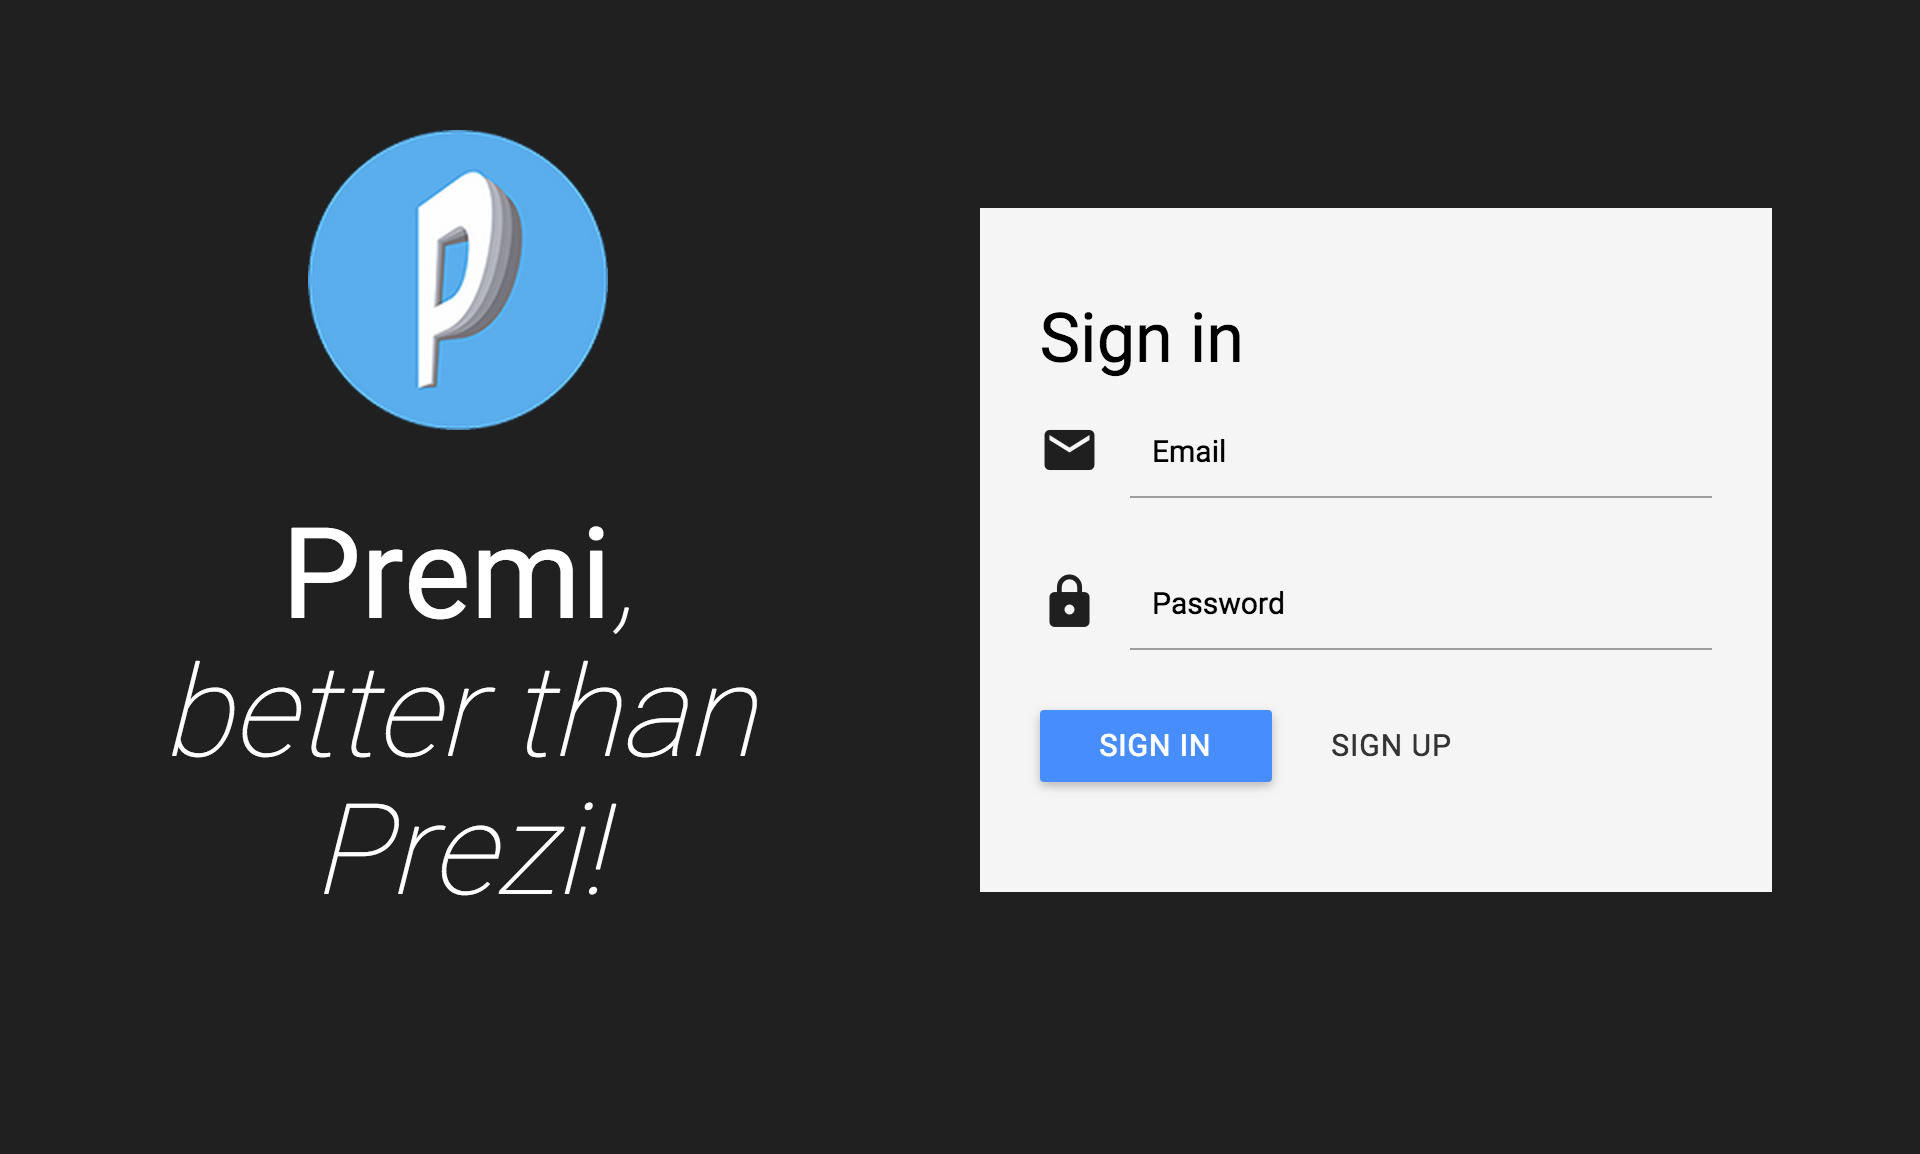 P
Premi,
better than
Prezi!
Sign in
Email
Password
SIGN IN
SIGN UP